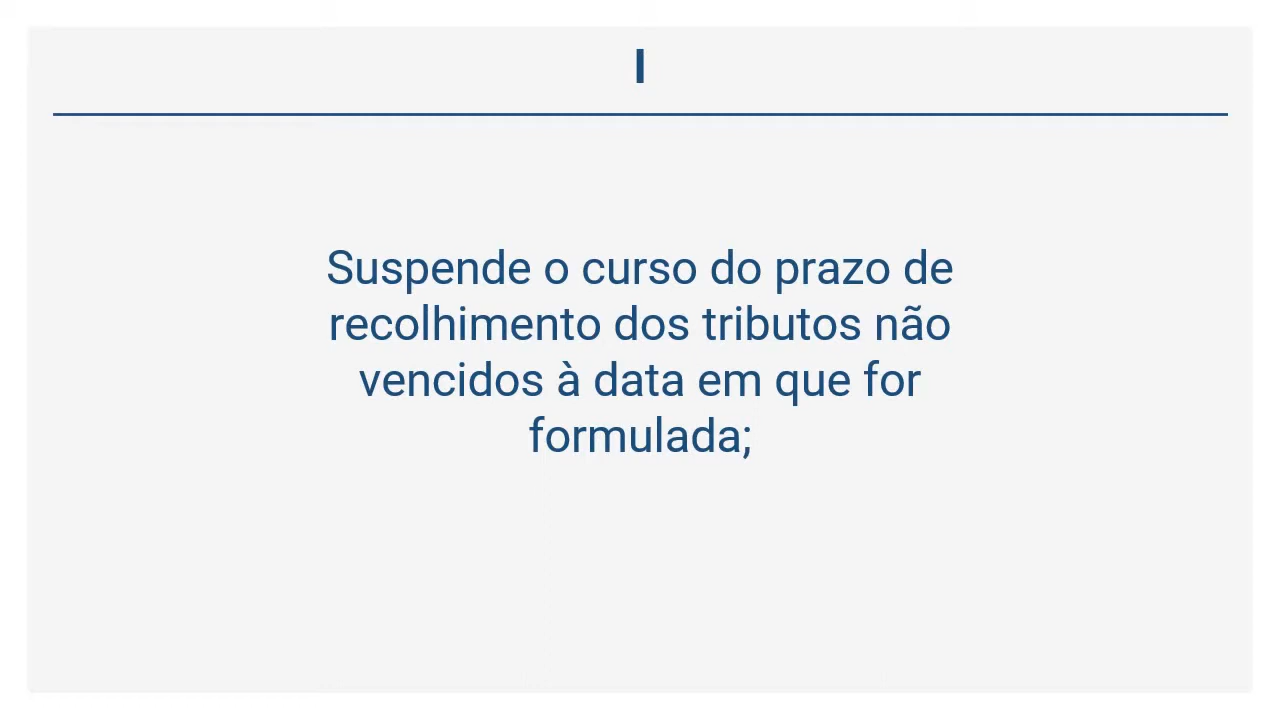 I
Suspende o curso do prazo de
recolhimento dos tributos não
vencidos à data em que for
formulada;